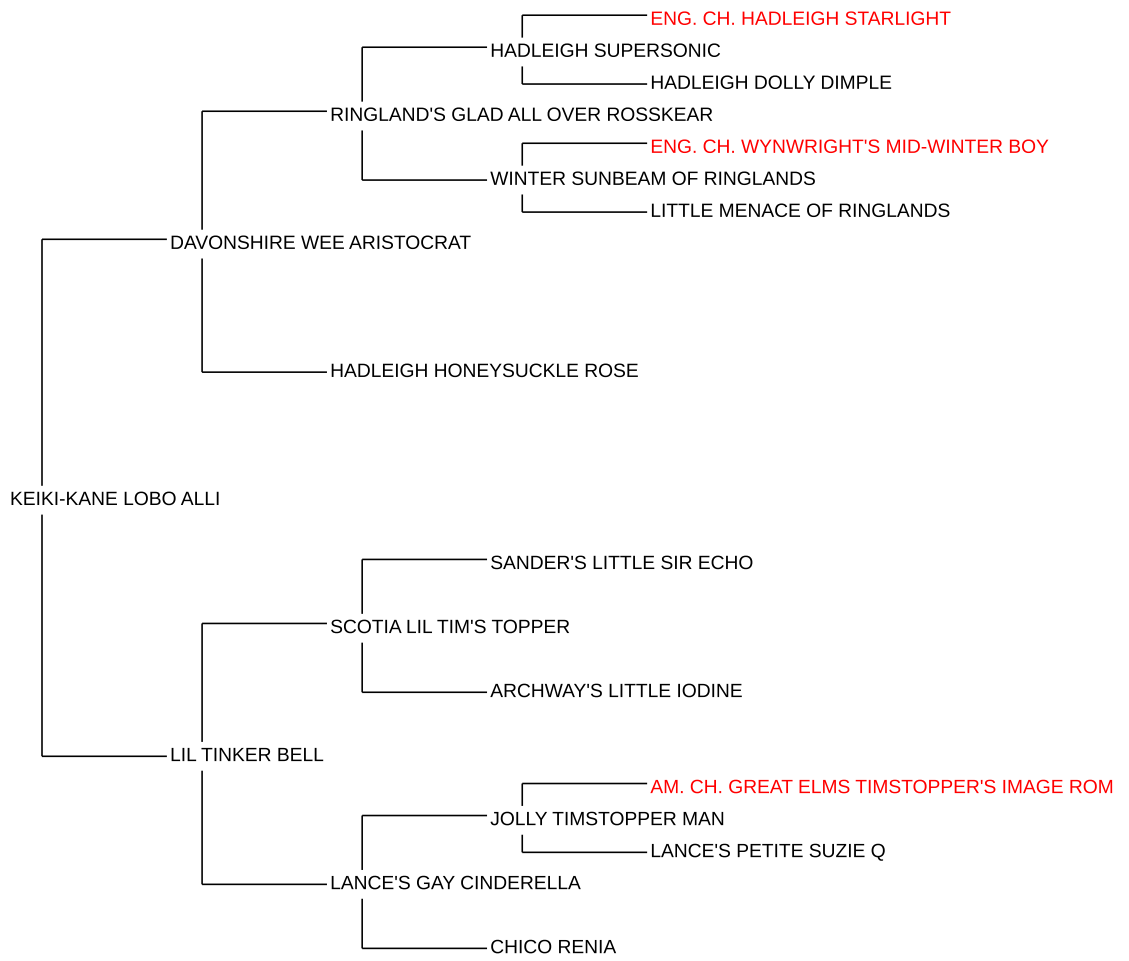 ENG. CH. HADLEIGH STARLIGHT
HADLEIGH SUPERSONIC
HADLEIGH DOLLY DIMPLE
RINGLAND'S GLAD ALL OVER ROSSKEAR
ENG. CH. WYNWRIGHT'S MID-WINTER BOY
WINTER SUNBEAM OF RINGLANDS
LITTLE MENACE OF RINGLANDS
DAVONSHIRE WEE ARISTOCRAT
HADLEIGH HONEYSUCKLE ROSE
KEIKI-KANE LOBO ALLI
SANDER'S LITTLE SIR ECHO
SCOTIA LIL TIM'S TOPPER
ARCHWAY'S LITTLE IODINE
LIL TINKER BELL
AM. CH. GREAT ELMS TIMSTOPPER'S IMAGE ROM
JOLLY TIMSTOPPER MAN
LANCE'S PETITE SUZIE Q
LANCE'S GAY CINDERELLA
CHICO RENIA